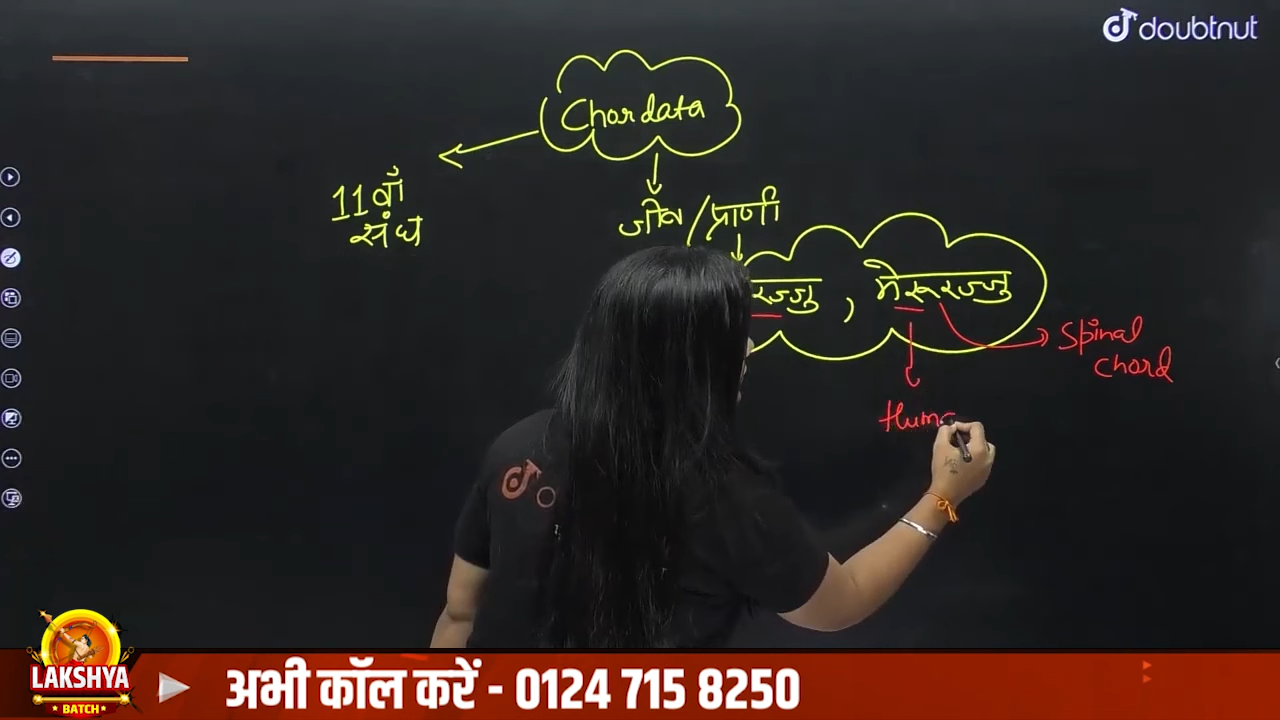 doubtnut
Chordata
11वाँ
संघ
जीव/प्राणी
रज्जु, मेरूरज्जु
Spinal
Chord
Huma
LAKSHYA
BATCH
अभी कॉल करें - 0124 715 8250